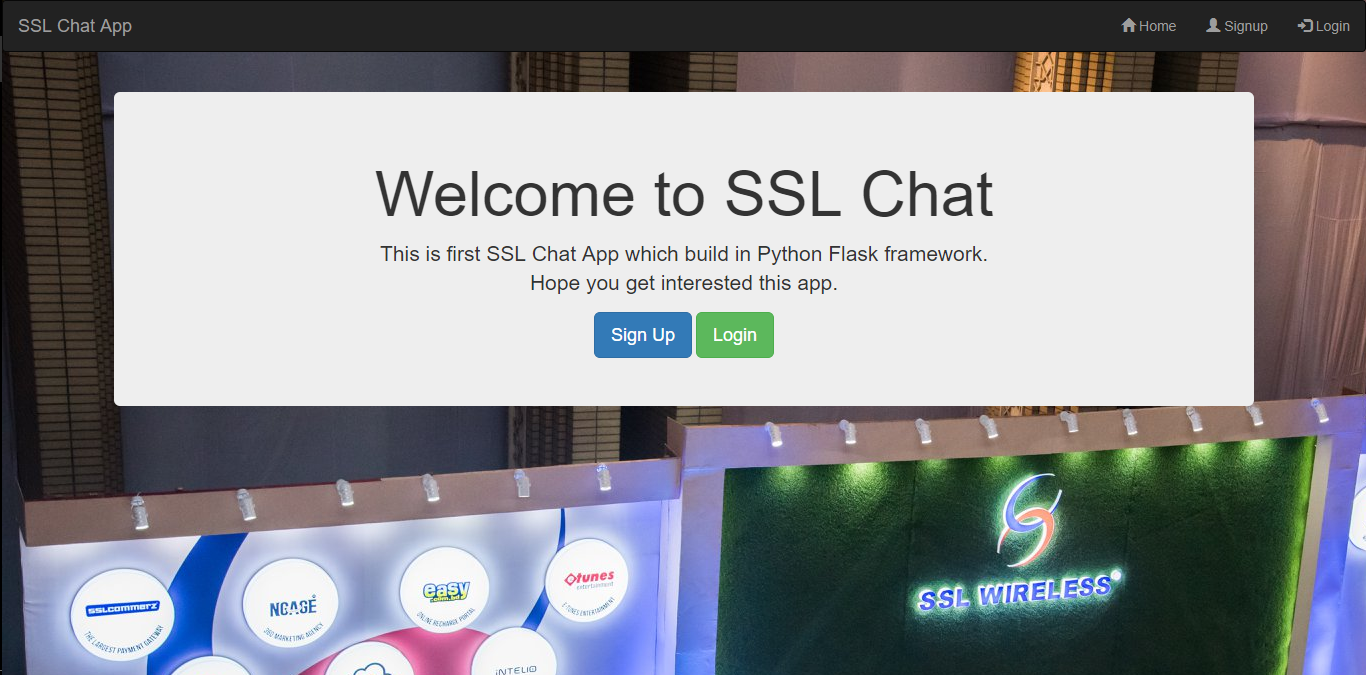 SSL Chat App
Home
Signup
Login
Welcome to SSL Chat
This is first SSL Chat App which build in Python Flask framework.
Hope you get interested this app.
Sign Up
Login
SSL WIRELESS
SSLCOMMERZ
THE LARGEST PAYMENT GATEWAY
NGAGE
360 MARKETING AGENCY
easy
.com.bd
ONLINE RECHARGE PORTAL
etunes
entertainment
E-TUNES ENTERTAINMENT
INTELIO